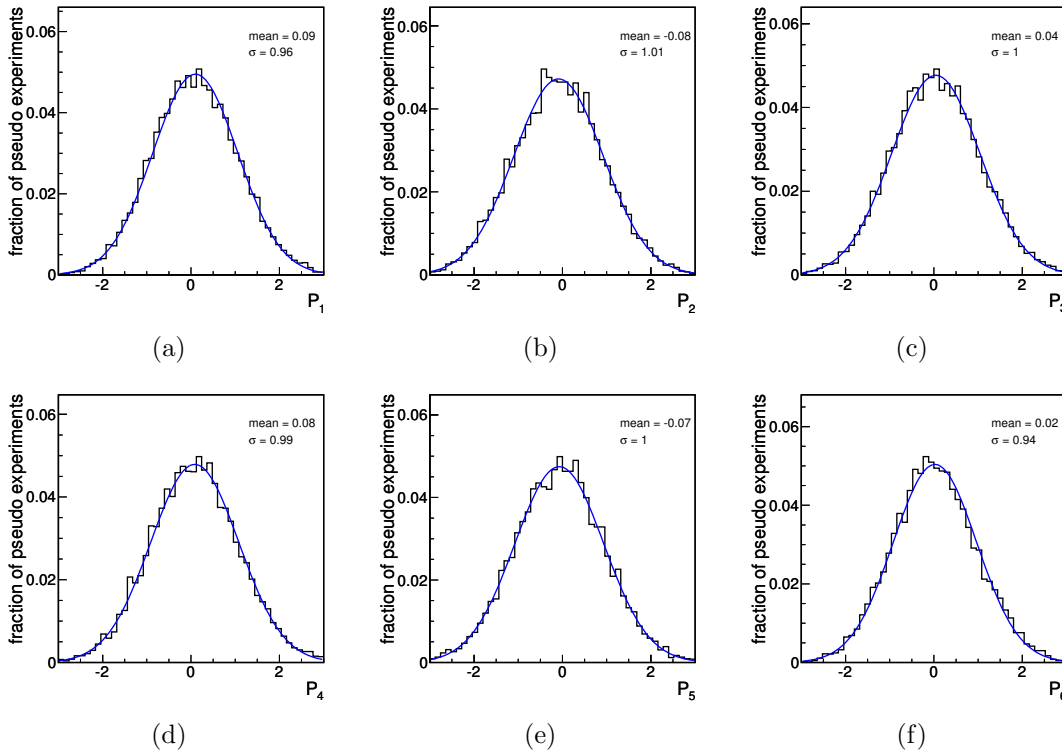 fraction of pseudo experiments
0.06
0.04
0.02
0
mean = 0.09
σ = 0.96
-2 0 2
P1
(a)
fraction of pseudo experiments
0.06
0.04
0.02
0
mean = -0.08
σ = 1.01
-2 0 2
P2
(b)
fraction of pseudo experiments
0.06
0.04
0.02
0
mean = 0.04
σ = 1
-2 0 2
P3
(c)
fraction of pseudo experiments
0.06
0.04
0.02
0
mean = 0.08
σ = 0.99
-2 0 2
P4
(d)
fraction of pseudo experiments
0.06
0.04
0.02
0
mean = -0.07
σ = 1
-2 0 2
P5
(e)
fraction of pseudo experiments
0.06
0.04
0.02
0
mean = 0.02
σ = 0.94
-2 0 2
P6
(f)